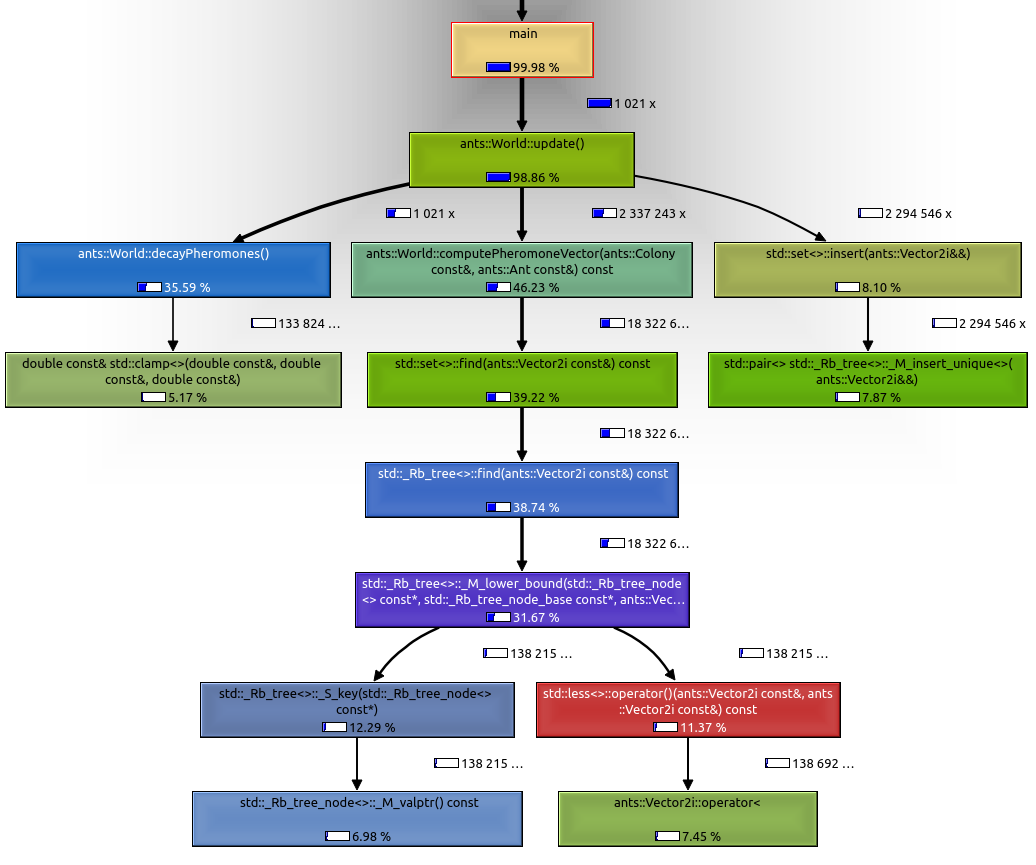 main
99.98 %
1 021 x
ants::World::update()
98.86 %
1 021 x
2 337 243 x
2 294 546 x
ants::World::decayPheromones()
35.59 %
ants::World::computePheromoneVector(ants::Colony
const&, ants::Ant const&) const
46.23 %
std::set<>::insert(ants::Vector2i&&)
8.10 %
133 824 ...
18 322 6...
2 294 546 x
double const& std::clamp<>(double const&, double
const&, double const&)
5.17 %
std::set<>::find(ants::Vector2i const&) const
39.22 %
std::pair<> std::_Rb_tree<>::_M_insert_unique<>(
ants::Vector2i&&)
7.87 %
18 322 6...
std::_Rb_tree<>::find(ants::Vector2i const&) const
38.74 %
18 322 6...
std::_Rb_tree<>::_M_lower_bound(std::_Rb_tree_node
<> const*, std::_Rb_tree_node_base const*, ants::Vec...
31.67 %
138 215 ...
138 215 ...
std::_Rb_tree<>::_S_key(std::_Rb_tree_node<>
const*)
12.29 %
std::less<>::operator()(ants::Vector2i const&, ants
::Vector2i const&) const
11.37 %
138 215 ...
138 692 ...
std::_Rb_tree_node<>::_M_valptr() const
6.98 %
ants::Vector2i::operator<
7.45 %